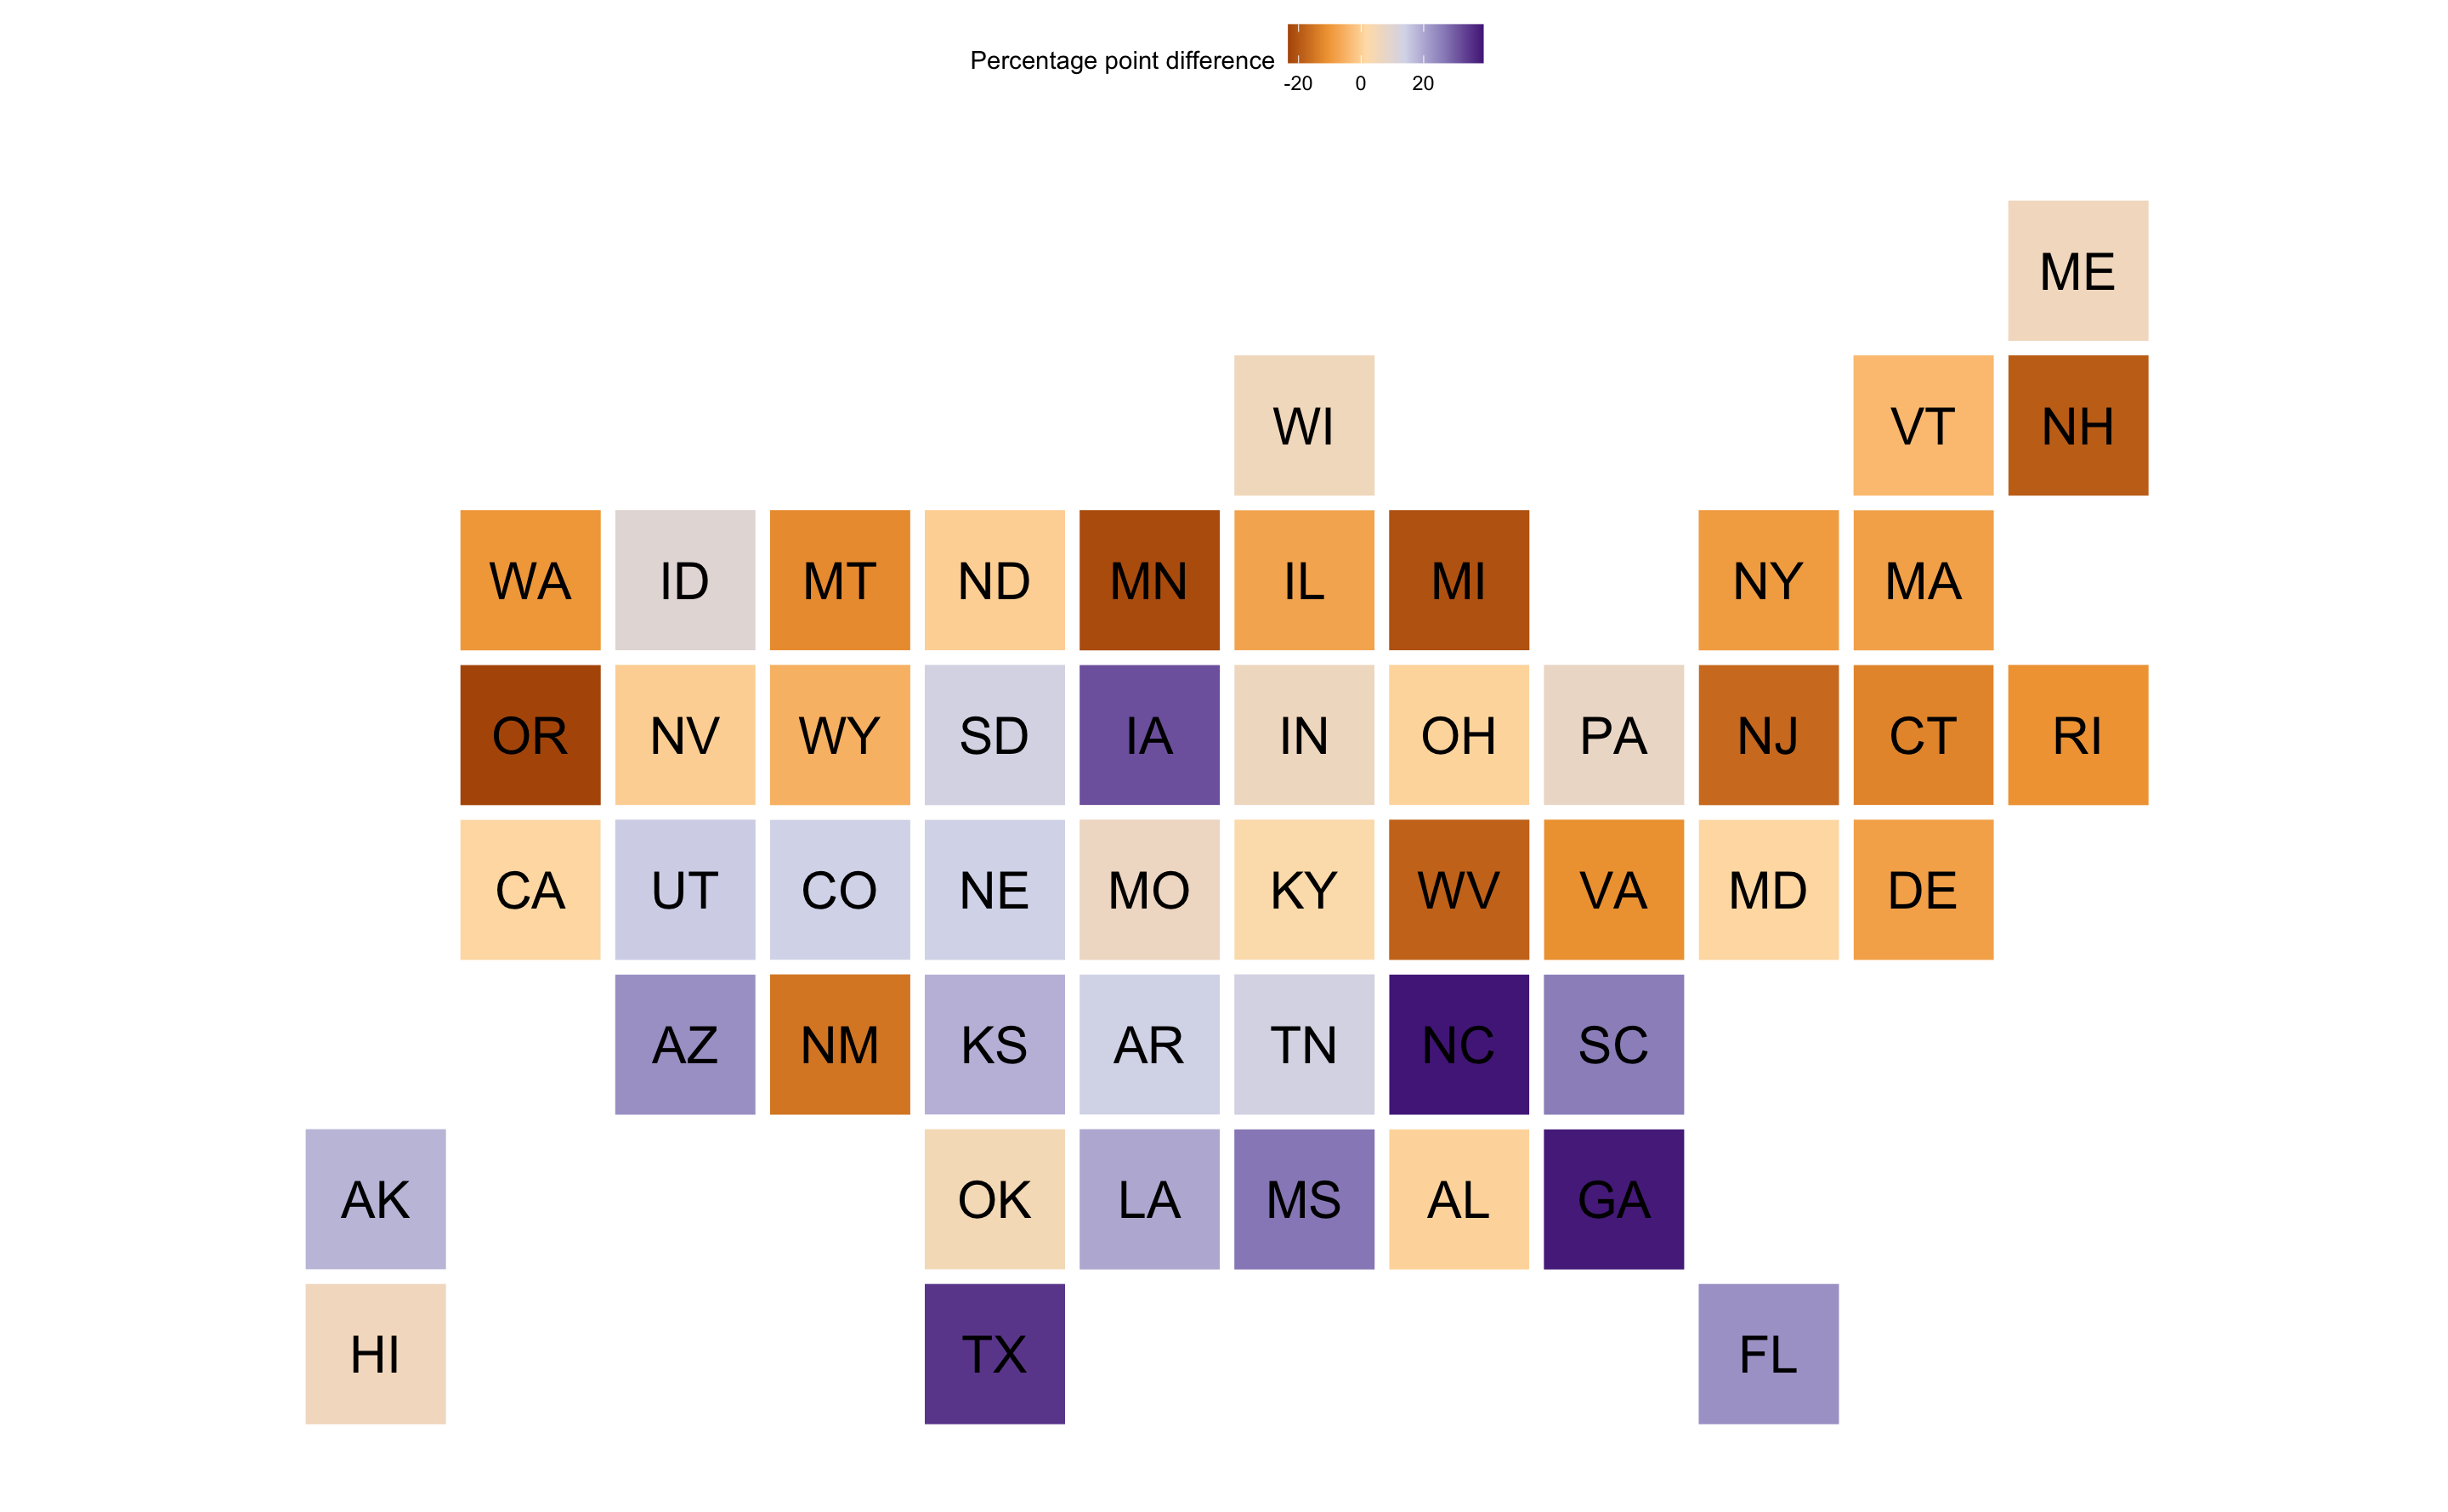 Percentage point difference
-20 0 20
ME
WI VT NH
WA ID MT ND MN IL MI NY MA
OR NV WY SD IA IN OH PA NJ CT RI
CA UT CO NE MO KY WV VA MD DE
AZ NM KS AR TN NC SC
AK OK LA MS AL GA
HI TX FL